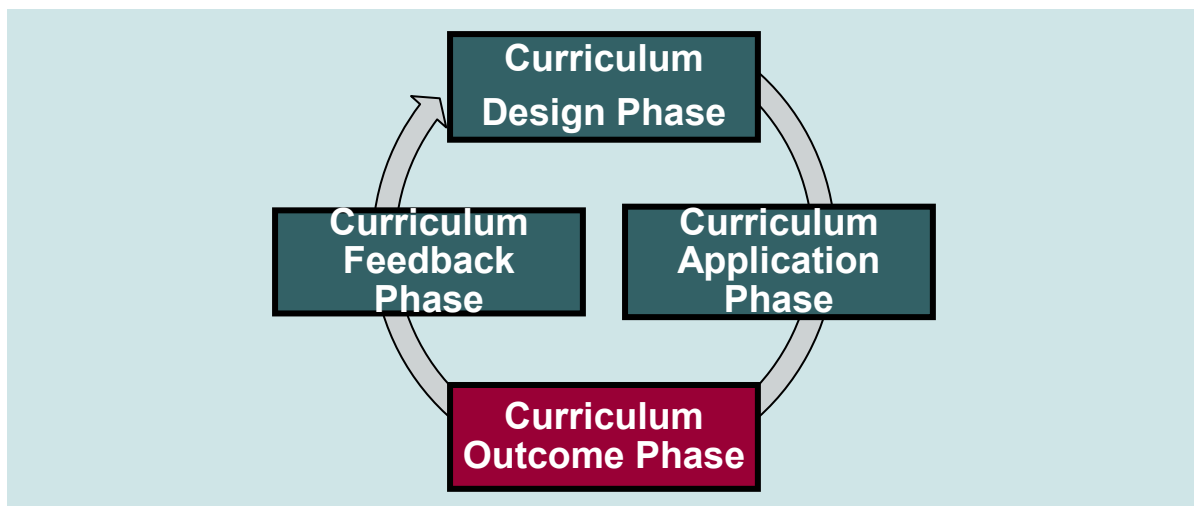 Curriculum
Design Phase
Curriculum
Feedback
Phase
Curriculum
Application
Phase
Curriculum
Outcome Phase